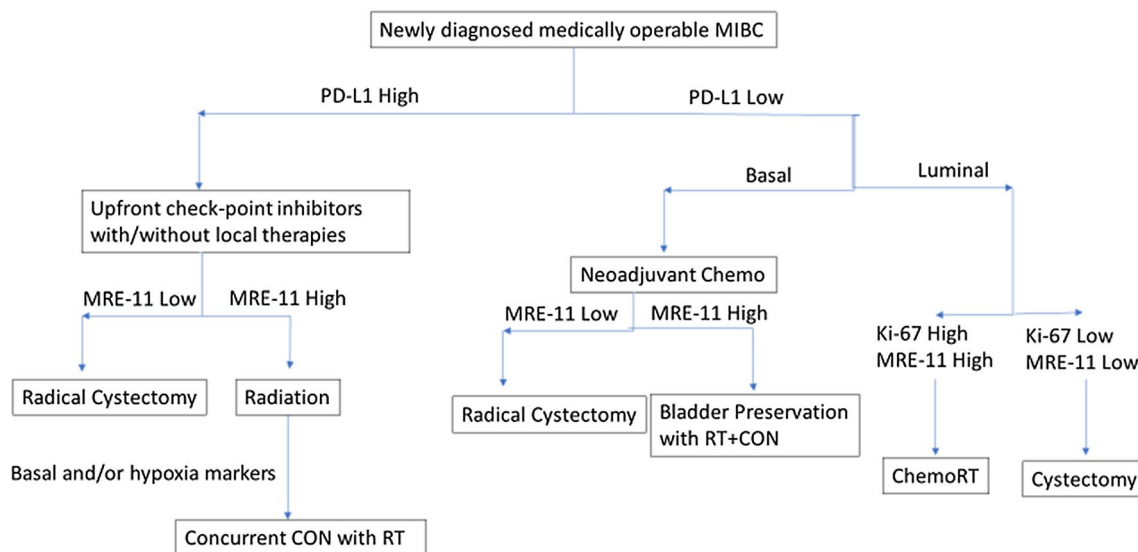 Newly diagnosed medically operable MIBC
PD-L1 High
PD-L1 Low
Basal
Luminal
Upfront check-point inhibitors
with/without local therapies
Neoadjuvant Chemo
MRE-11 Low
MRE-11 High
MRE-11 Low
MRE-11 High
Ki-67 High
MRE-11 High
Ki-67 Low
MRE-11 Low
Radical Cystectomy
Radiation
Radical Cystectomy
Bladder Preservation
with RT+CON
ChemoRT
Cystectomy
Basal and/or hypoxia markers
Concurrent CON with RT